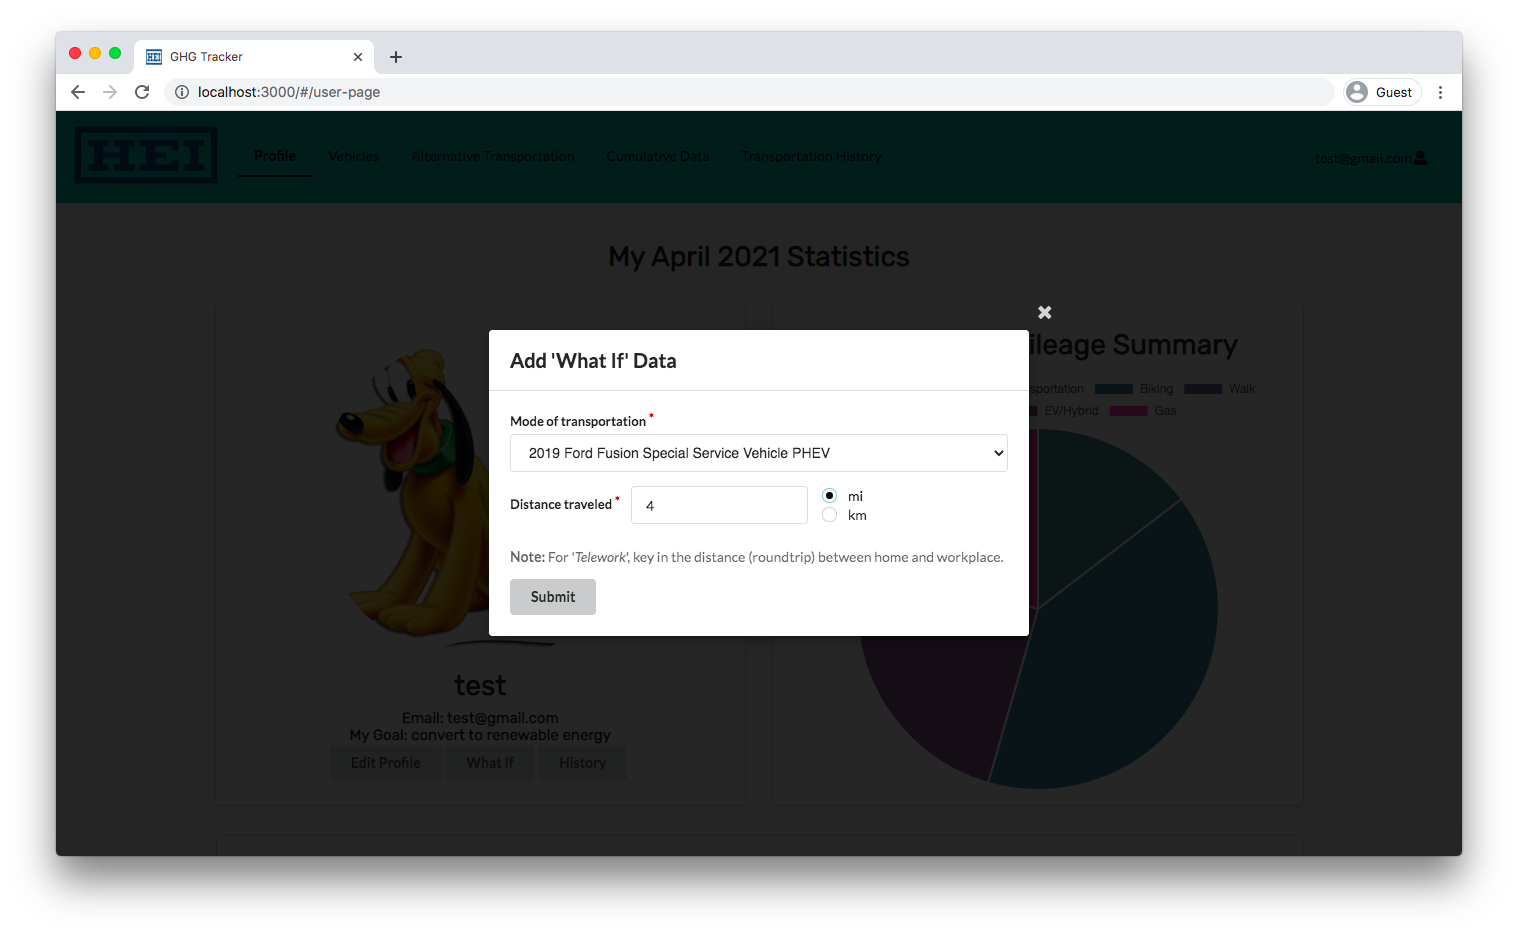 HEI GHG Tracker
localhost:3000/#/user-page
Guest
HEI
Profile Vehicles Alternative Transportation Cumulative Data Transportation History test@gmail.com
My April 2021 Statistics
ileage Summary
sportation Biking Walk
EV/Hybrid Gas
Add 'What If' Data
Mode of transportation *
2019 Ford Fusion Special Service Vehicle PHEV
Distance traveled * 4 mi
km
Note: For 'Telework', key in the distance (roundtrip) between home and workplace.
Submit
test
Email: test@gmail.com
My Goal: convert to renewable energy
Edit Profile What If History